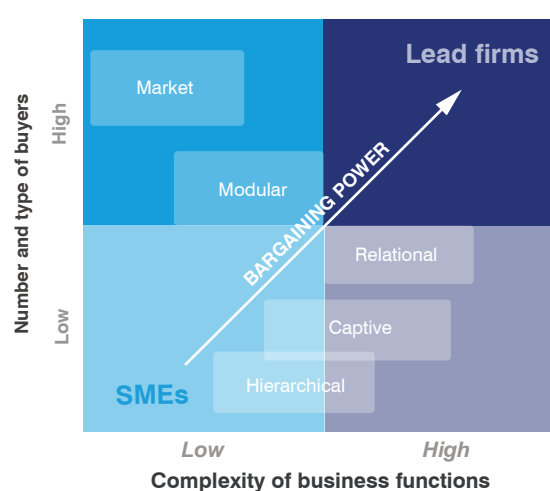 Lead firms
Market
Modular
BARGAINING POWER
Relational
Captive
Hierarchical
SMEs
Number and type of buyers
High
Low
Low
High
Complexity of business functions